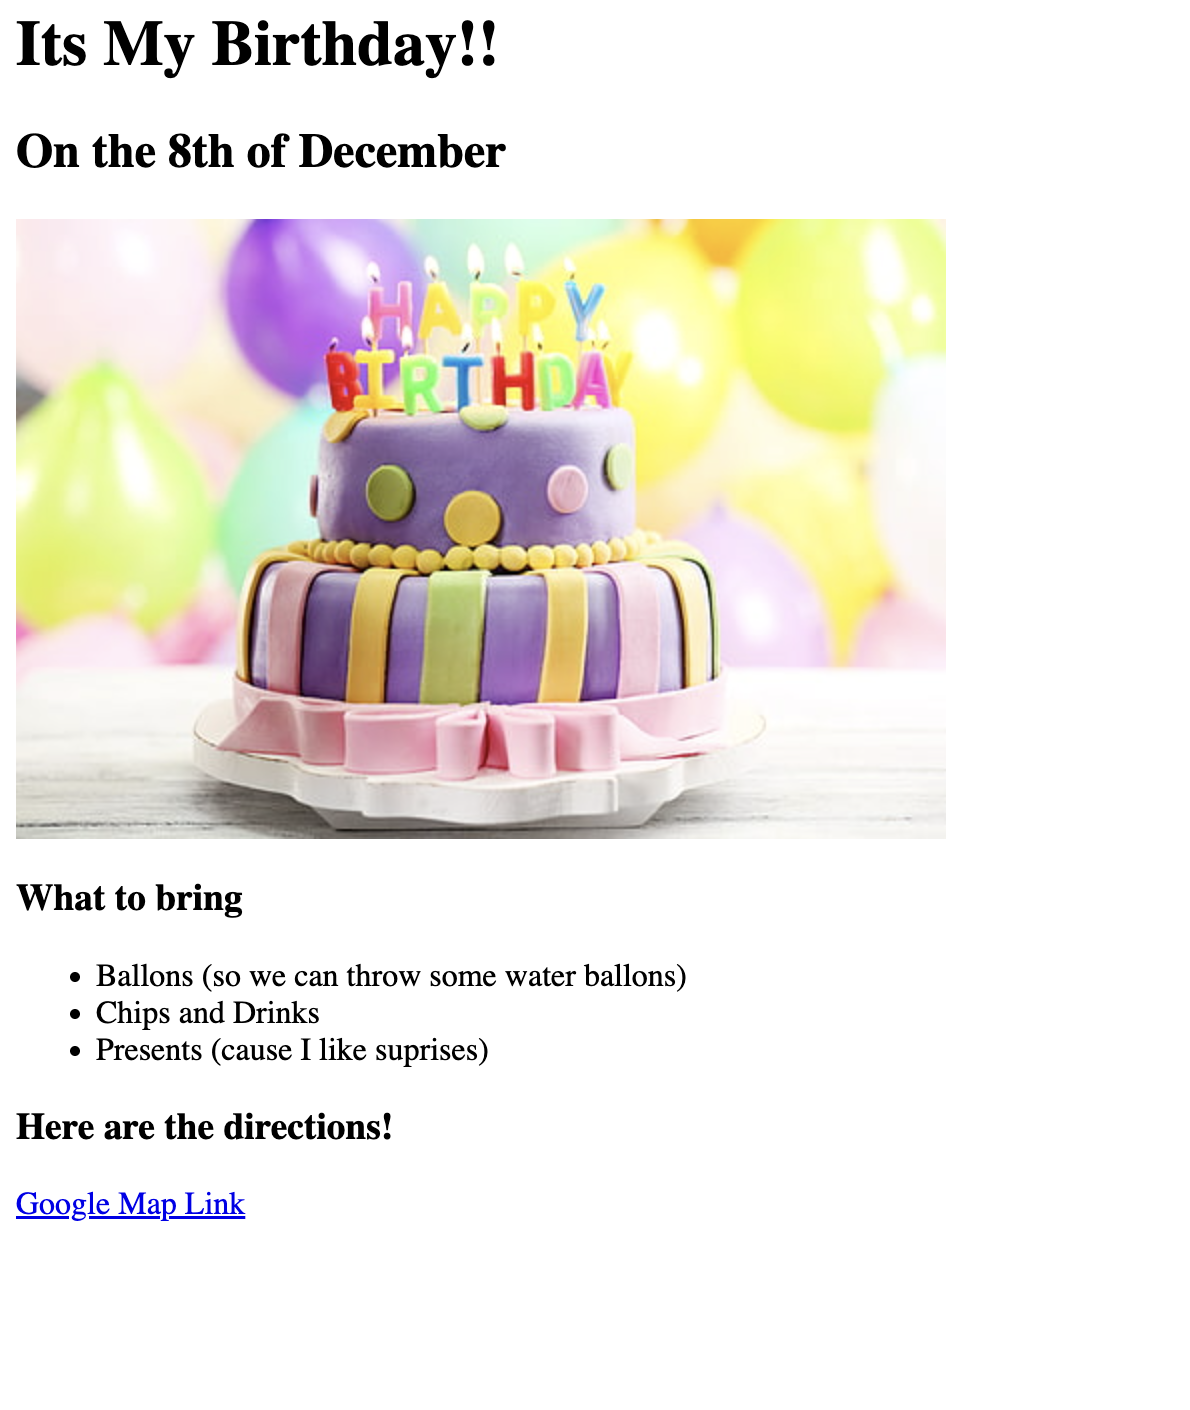 Its My Birthday!!
On the 8th of December
HAPPY
BIRTHDAY
What to bring
Ballons (so we can throw some water ballons)
Chips and Drinks
Presents (cause I like suprises)
Here are the directions!
Google Map Link